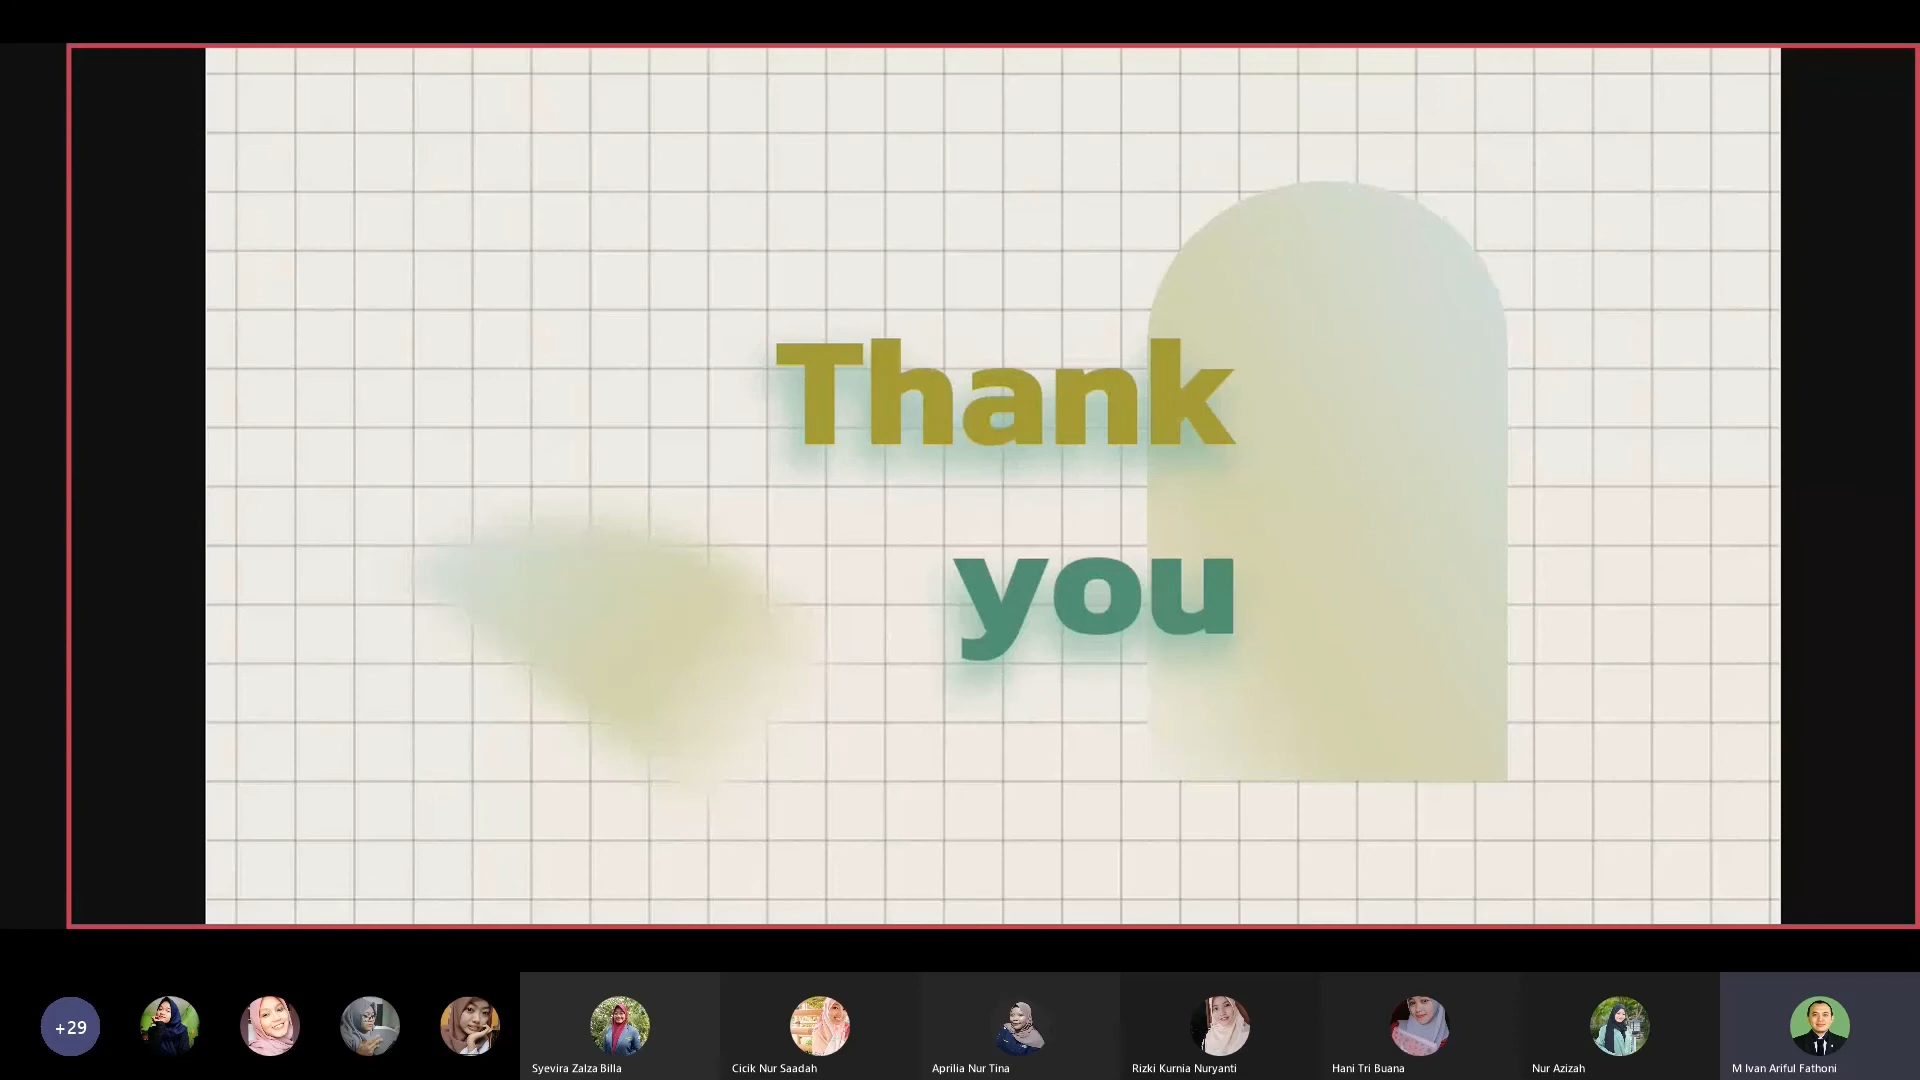 Thank
you
+29
Syevira Zalza Billa
Cicik Nur Saadah
Aprilia Nur Tina
Rizki Kurnia Nuryanti
Hani Tri Buana
Nur Azizah
M Ivan Ariful Fathoni